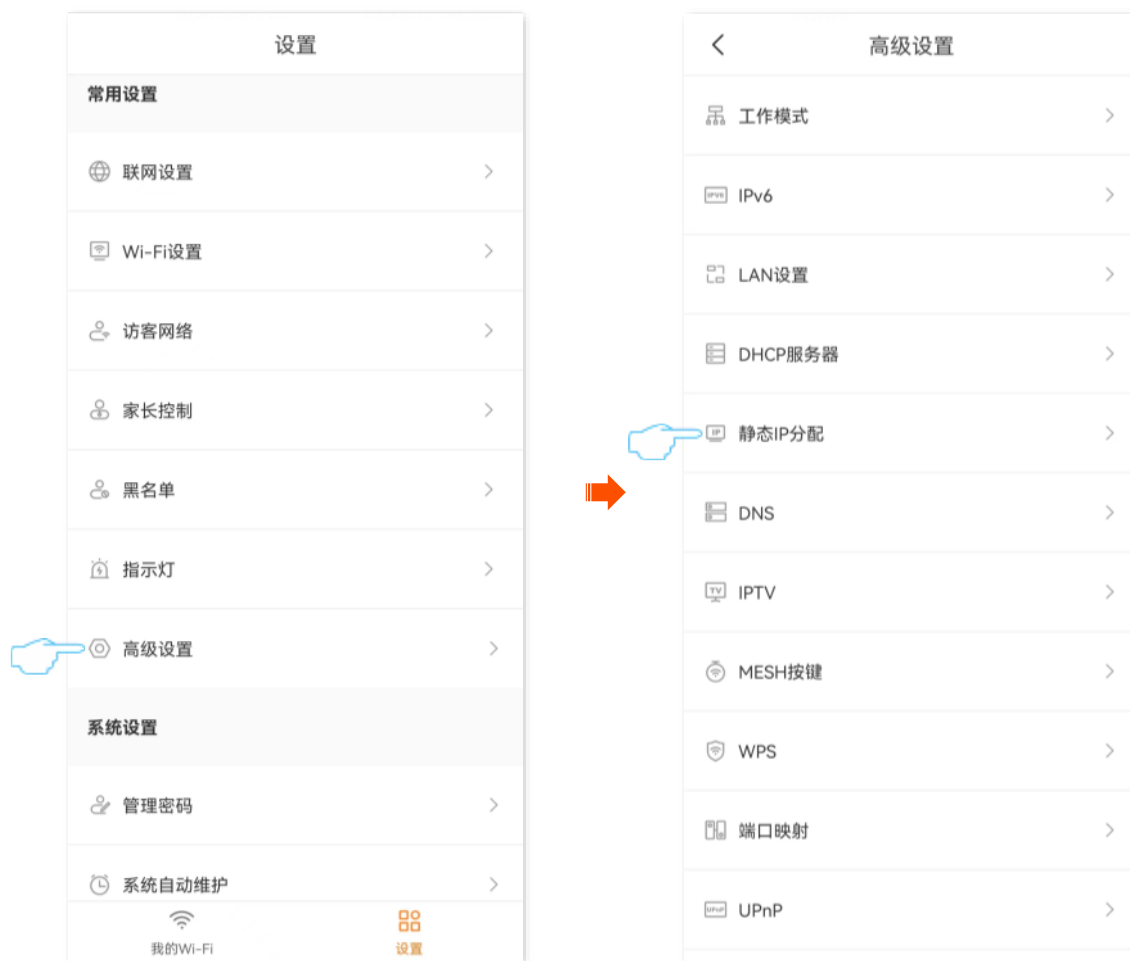 设置
常用设置
联网设置
Wi-Fi设置
访客网络
家长控制
黑名单
指示灯
高级设置
系统设置
管理密码
系统自动维护
我的Wi-Fi
设置
高级设置
工作模式
IPV6
IPv6
LAN设置
DHCP服务器
IP
静态IP分配
DNS
TV
IPTV
MESH按键
WPS
端口映射
UPnP
UPnP